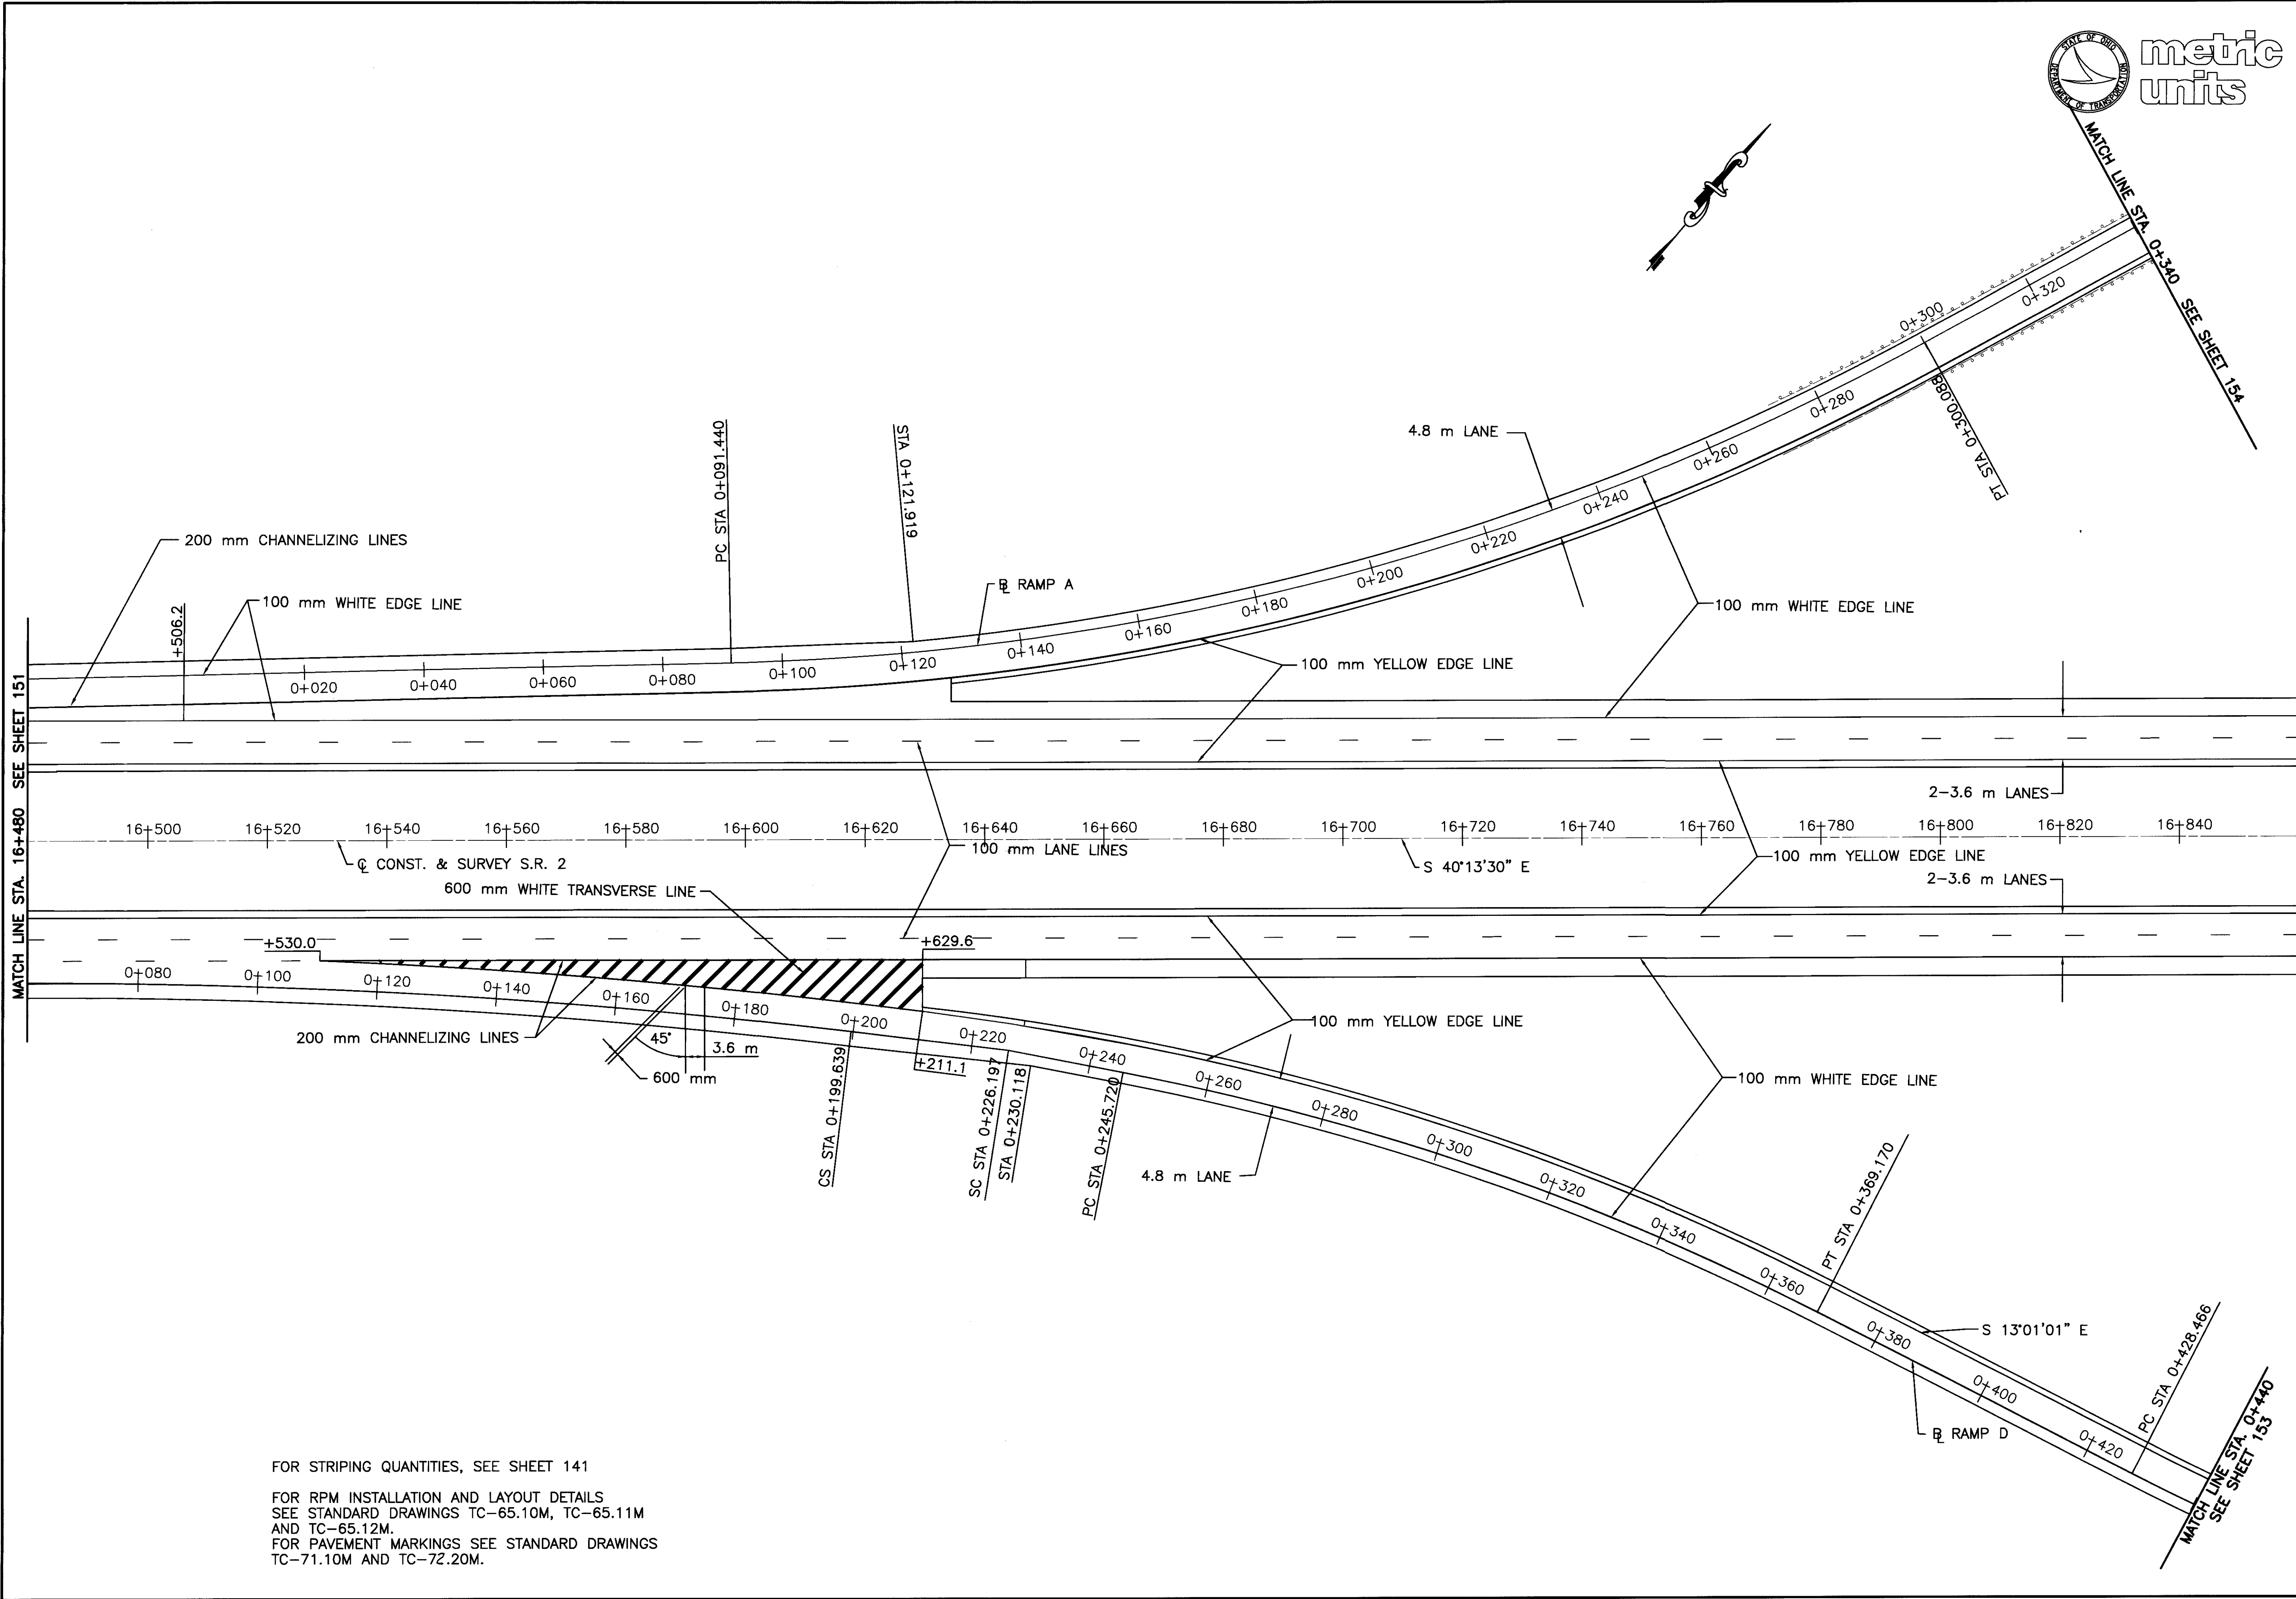 STATE OF OHIO
DEPARTMENT OF TRANSPORTATION
metric
units
MATCH LINE STA. 0+340 SEE SHEET 154
0+300
0+320
0+280
PT STA 0+300.088
4.8 m LANE
0+260
0+240
0+220
0+200
0+180
0+160
0+140
0+120
0+100
0+080
0+060
0+040
0+020
PC STA 0+091.440
STA 0+121.919
200 mm CHANNELIZING LINES
+506.2
100 mm WHITE EDGE LINE
℄ RAMP A
100 mm WHITE EDGE LINE
100 mm YELLOW EDGE LINE
MATCH LINE STA. 16+480 SEE SHEET 151
2-3.6 m LANES
16+500
16+520
16+540
16+560
16+580
16+600
16+620
16+640
16+660
16+680
16+700
16+720
16+740
16+760
16+780
16+800
16+820
16+840
℄ CONST. & SURVEY S.R. 2
100 mm LANE LINES
S 40°13'30" E
100 mm YELLOW EDGE LINE
600 mm WHITE TRANSVERSE LINE
2-3.6 m LANES
+530.0
+629.6
0+080
0+100
0+120
0+140
0+160
0+180
0+200
0+220
0+240
0+260
0+280
0+300
0+320
0+340
0+360
0+380
0+400
0+420
200 mm CHANNELIZING LINES
45°
3.6 m
600 mm
+211.1
100 mm YELLOW EDGE LINE
100 mm WHITE EDGE LINE
CS STA 0+199.639
SC STA 0+226.197
STA 0+230.118
PC STA 0+245.720
4.8 m LANE
PT STA 0+369.170
S 13°01'01" E
PC STA 0+428.466
℄ RAMP D
MATCH LINE STA. 0+440
SEE SHEET 153
FOR STRIPING QUANTITIES, SEE SHEET 141
FOR RPM INSTALLATION AND LAYOUT DETAILS
SEE STANDARD DRAWINGS TC-65.10M, TC-65.11M
AND TC-65.12M.
FOR PAVEMENT MARKINGS SEE STANDARD DRAWINGS
TC-71.10M AND TC-72.20M.